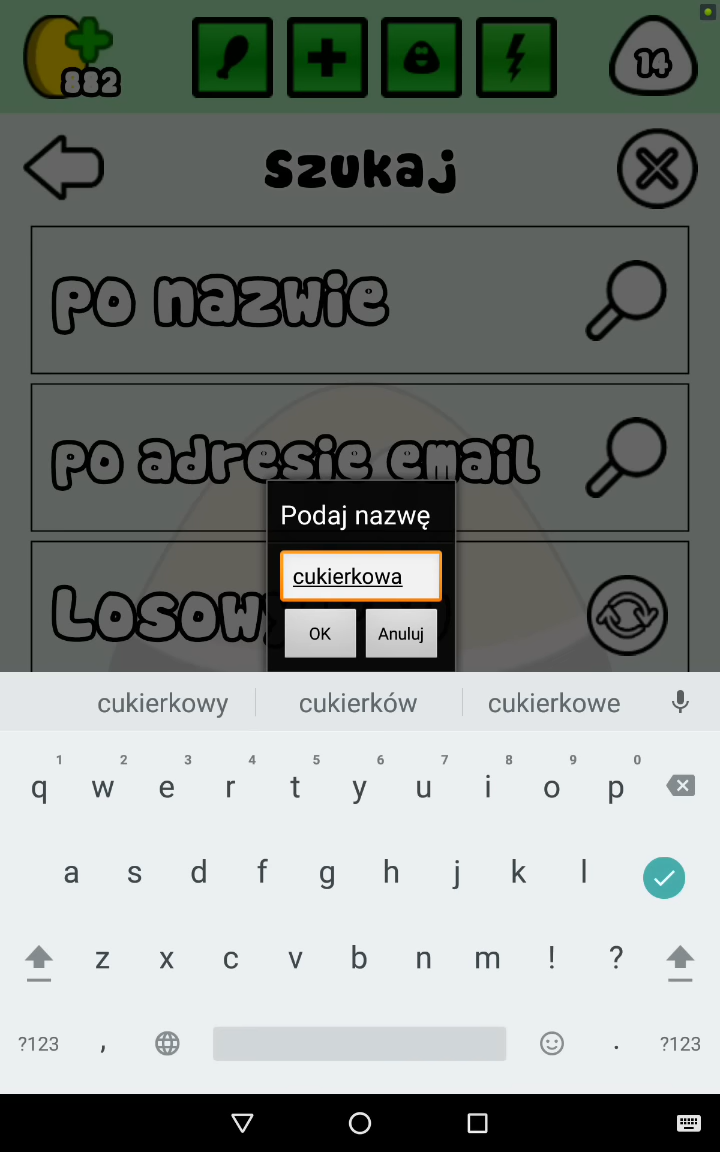 882
14
Szukaj
po nazwie
po adresie email
Podaj nazwę
cukierkowa
OK Anuluj
cukierkowy cukierków cukierkowe
1 2 3 4 5 6 7 8 9 0
q w e r t y u i o p
a s d f g h j k l
z x c v b n m ! ?
?123 , . ?123